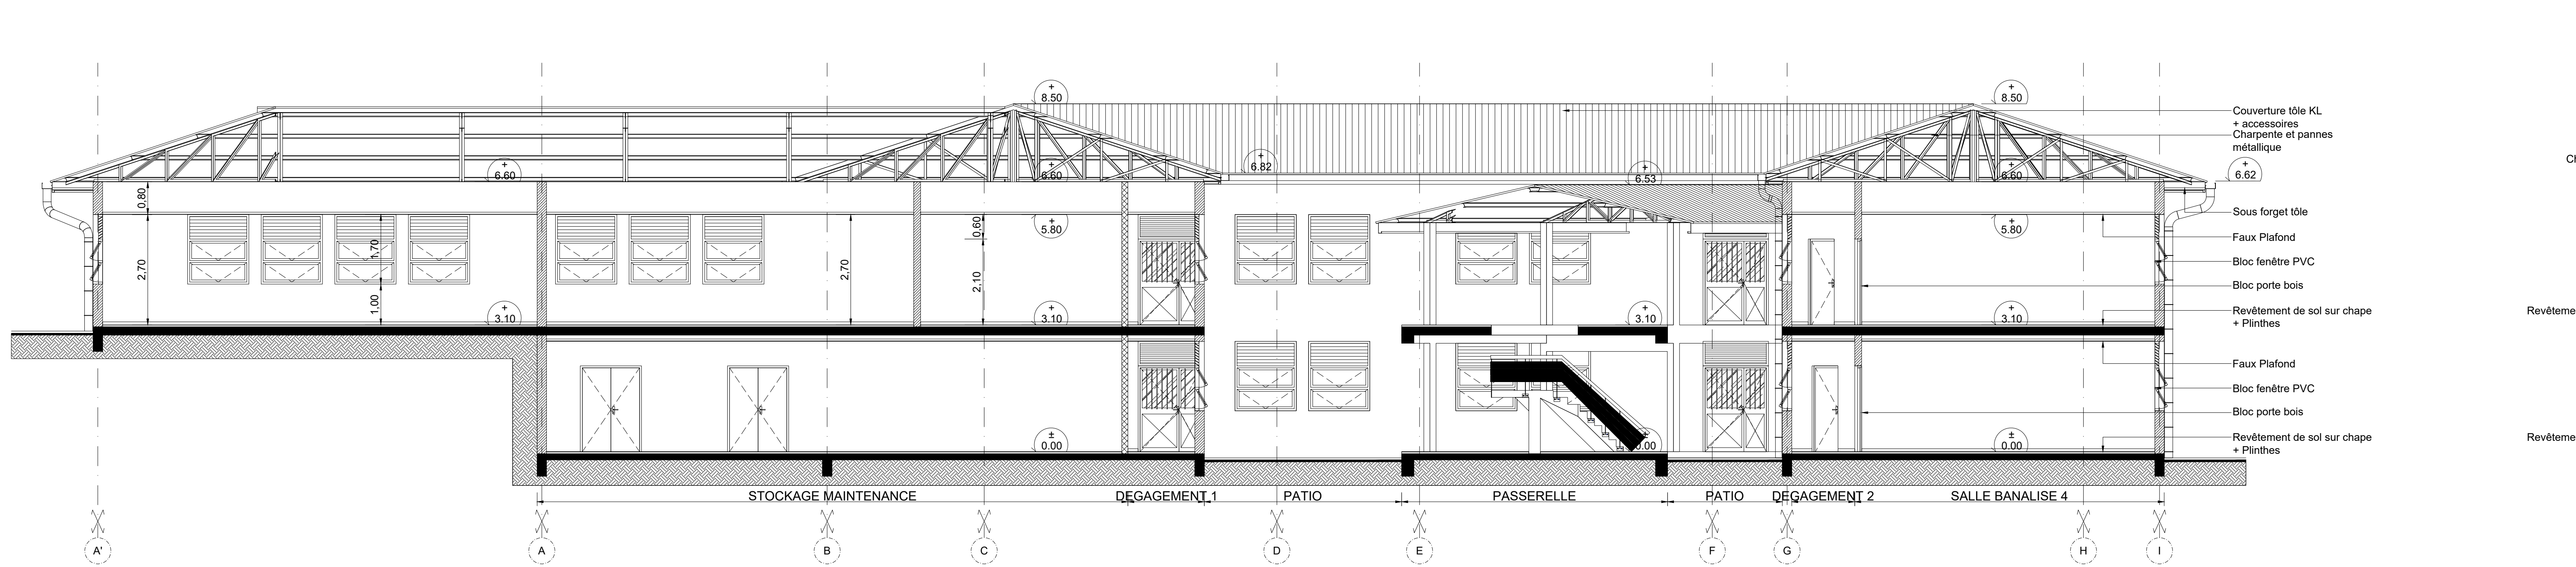 +
8.50
+
8.50
Couverture tôle KL
+ accessoires
Charpente et pannes
métallique
+
6.60
+
6.60
+
6.82
+
6.53
+
6.60
+
6.62
0,80
2,70
1,70
1,00
2,70
0,60
2,10
+
5.80
+
5.80
Sous forget tôle
Faux Plafond
Bloc fenêtre PVC
Bloc porte bois
+
3.10
+
3.10
+
3.10
+
3.10
Revêtement de sol sur chape
+ Plinthes
Revêteme
Faux Plafond
Bloc fenêtre PVC
Bloc porte bois
±
0.00
0.00
±
0.00
Revêtement de sol sur chape
+ Plinthes
Revêteme
STOCKAGE MAINTENANCE
DEGAGEMENT 1
PATIO
PASSERELLE
PATIO
DEGAGEMENT 2
SALLE BANALISE 4
A'
A
B
C
D
E
F
G
H
I